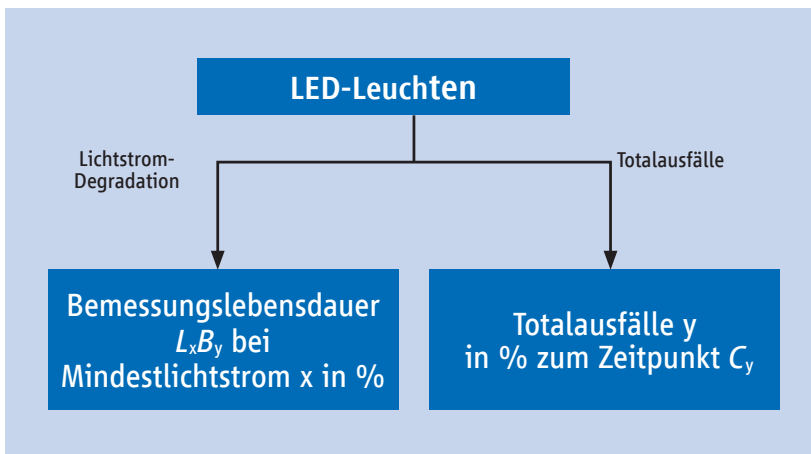 LED-Leuchten
Lichtstrom-
Degradation
Totalausfälle
Bemessungslebensdauer
LxBy bei
Mindestlichtstrom x in %
Totalausfälle y
in % zum Zeitpunkt Cy